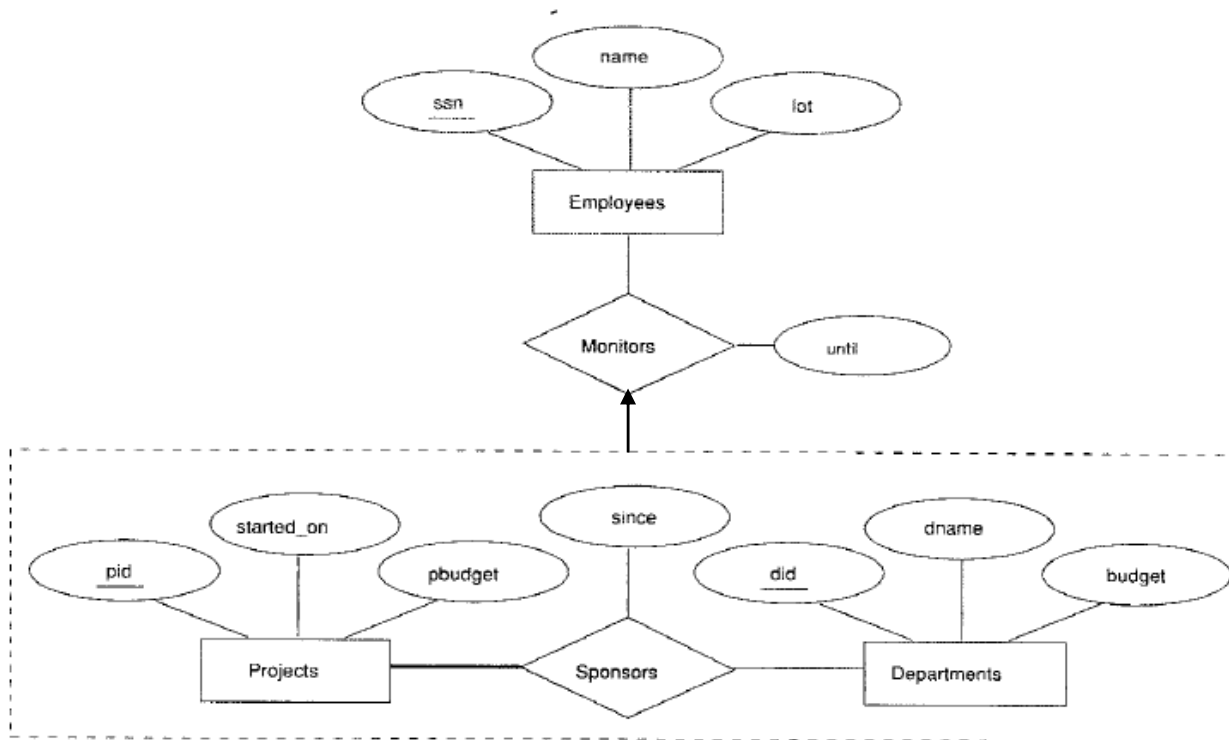 name
ssn
lot
Employees
Monitors
until
since
started_on
dname
pid
pbudget
did
budget
Projects
Sponsors
Departments